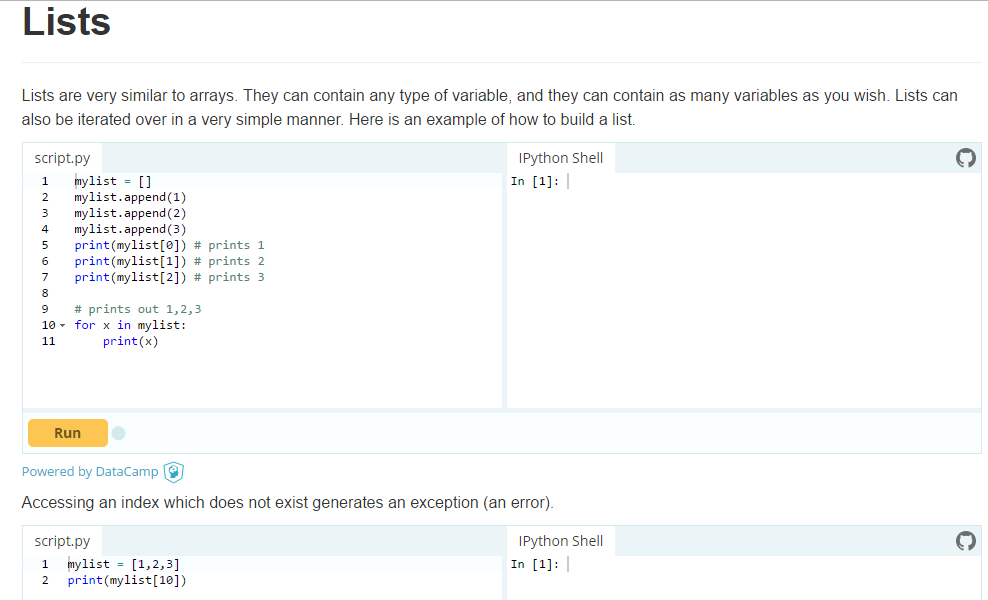 Lists
Lists are very similar to arrays. They can contain any type of variable, and they can contain as many variables as you wish. Lists can
also be iterated over in a very simple manner. Here is an example of how to build a list.
script.py
1 mylist = []
2 mylist.append(1)
3 mylist.append(2)
4 mylist.append(3)
5 print(mylist[0]) # prints 1
6 print(mylist[1]) # prints 2
7 print(mylist[2]) # prints 3
8
9 # prints out 1,2,3
10 for x in mylist:
11     print(x)
IPython Shell
In [1]:
Run
Powered by DataCamp
Accessing an index which does not exist generates an exception (an error).
script.py
1 mylist = [1,2,3]
2 print(mylist[10])
IPython Shell
In [1]: